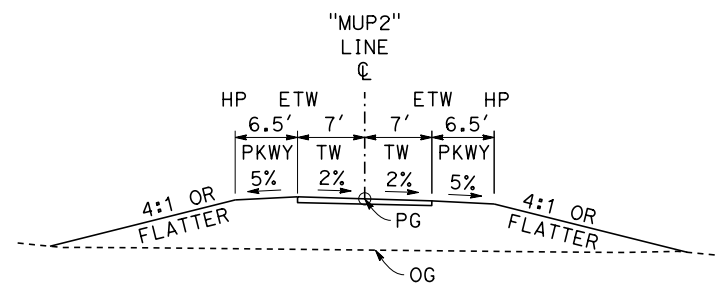 "MUP2"
LINE
℄
HP ETW ETW HP
6.5' 7' 7' 6.5'
PKWY TW TW PKWY
5% 2% 2% 5%
4:1 OR
FLATTER
4:1 OR
FLATTER
PG
OG